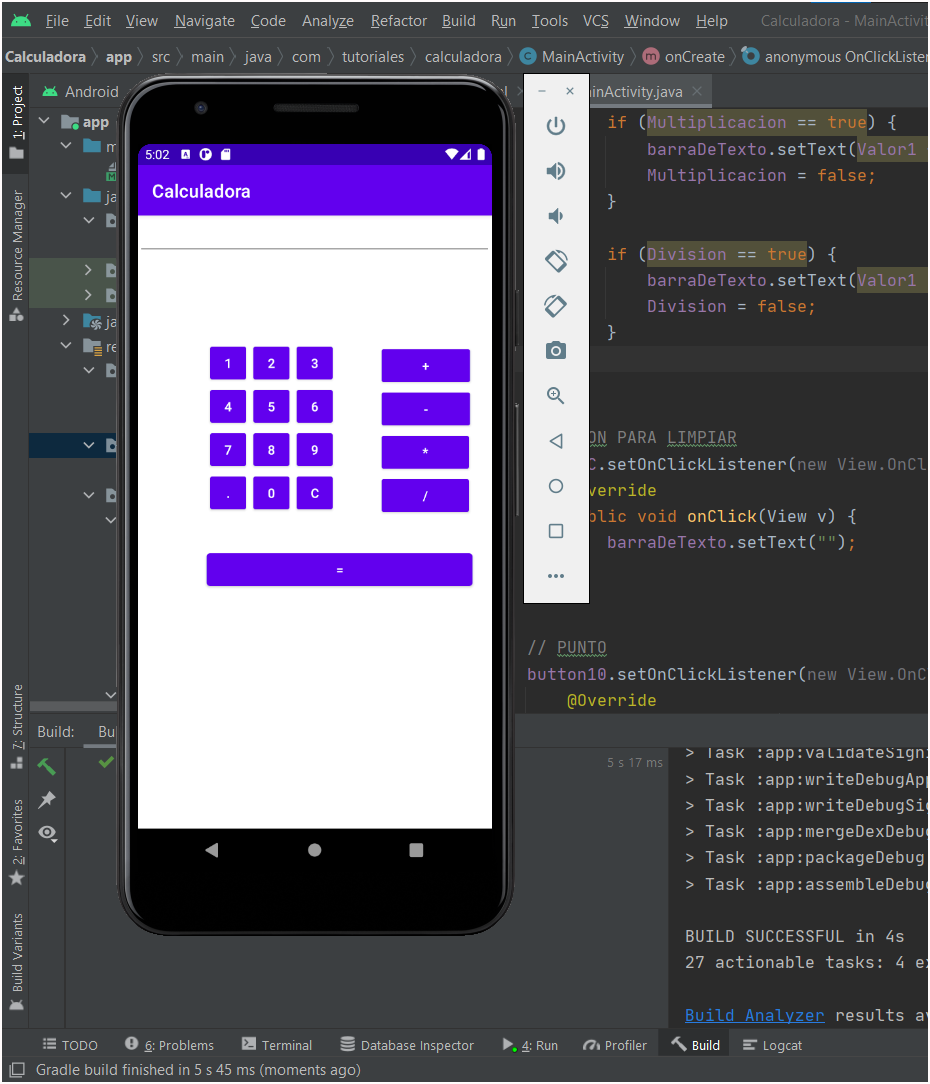 File Edit View Navigate Code Analyze Refactor Build Run Tools VCS Window Help Calculadora - MainActivit
Calculadora app src main java com tutoriales calculadora C MainActivity m onCreate anonymous OnClickListener
1: Project
Resource Manager
7: Structure
2: Favorites
Build Variants
Android
app
m
ja
ja
re
inActivity.java
5:02
Calculadora
1 2 3 +
4 5 6 -
7 8 9 *
. 0 C /
=
if (Multiplicacion == true) {
barraDeTexto.setText(Valor1
Multiplicacion = false;
}
if (Division == true) {
barraDeTexto.setText(Valor1
Division = false;
}
ON PARA LIMPIAR
C.setOnClickListener(new View.OnCl
verride
blic void onClick(View v) {
barraDeTexto.setText("");
// PUNTO
button10.setOnClickListener(new View.OnC
@Override
Build: Bu
5 s 17 ms
> Task :app:validateSigni
> Task :app:writeDebugApp
> Task :app:writeDebugSig
> Task :app:mergeDexDebug
> Task :app:packageDebug
> Task :app:assembleDebug
BUILD SUCCESSFUL in 4s
27 actionable tasks: 4 ex
Build Analyzer results av
TODO 6: Problems Terminal Database Inspector 4: Run Profiler Build Logcat
Gradle build finished in 5 s 45 ms (moments ago)